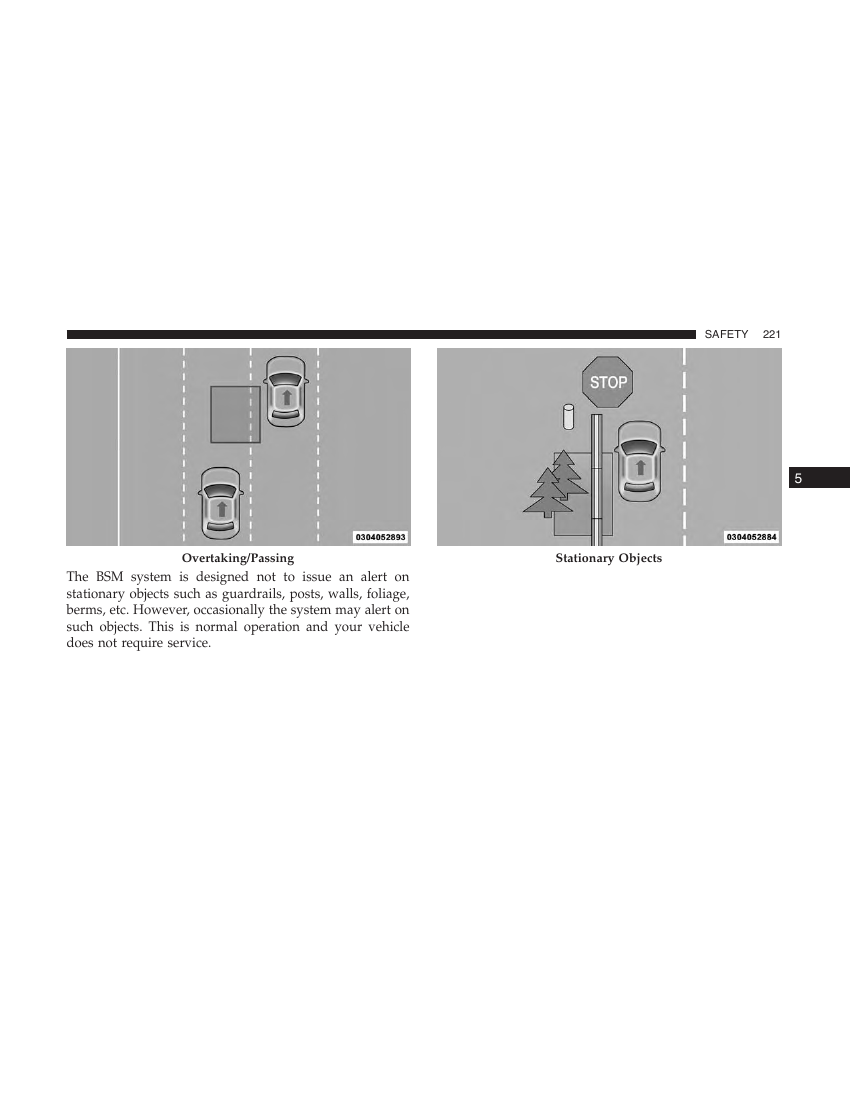 SAFETY 221
0304052893
Overtaking/Passing
The BSM system is designed not to issue an alert on
stationary objects such as guardrails, posts, walls, foliage,
berms, etc. However, occasionally the system may alert on
such objects. This is normal operation and your vehicle
does not require service.
STOP
0304052884
Stationary Objects
5